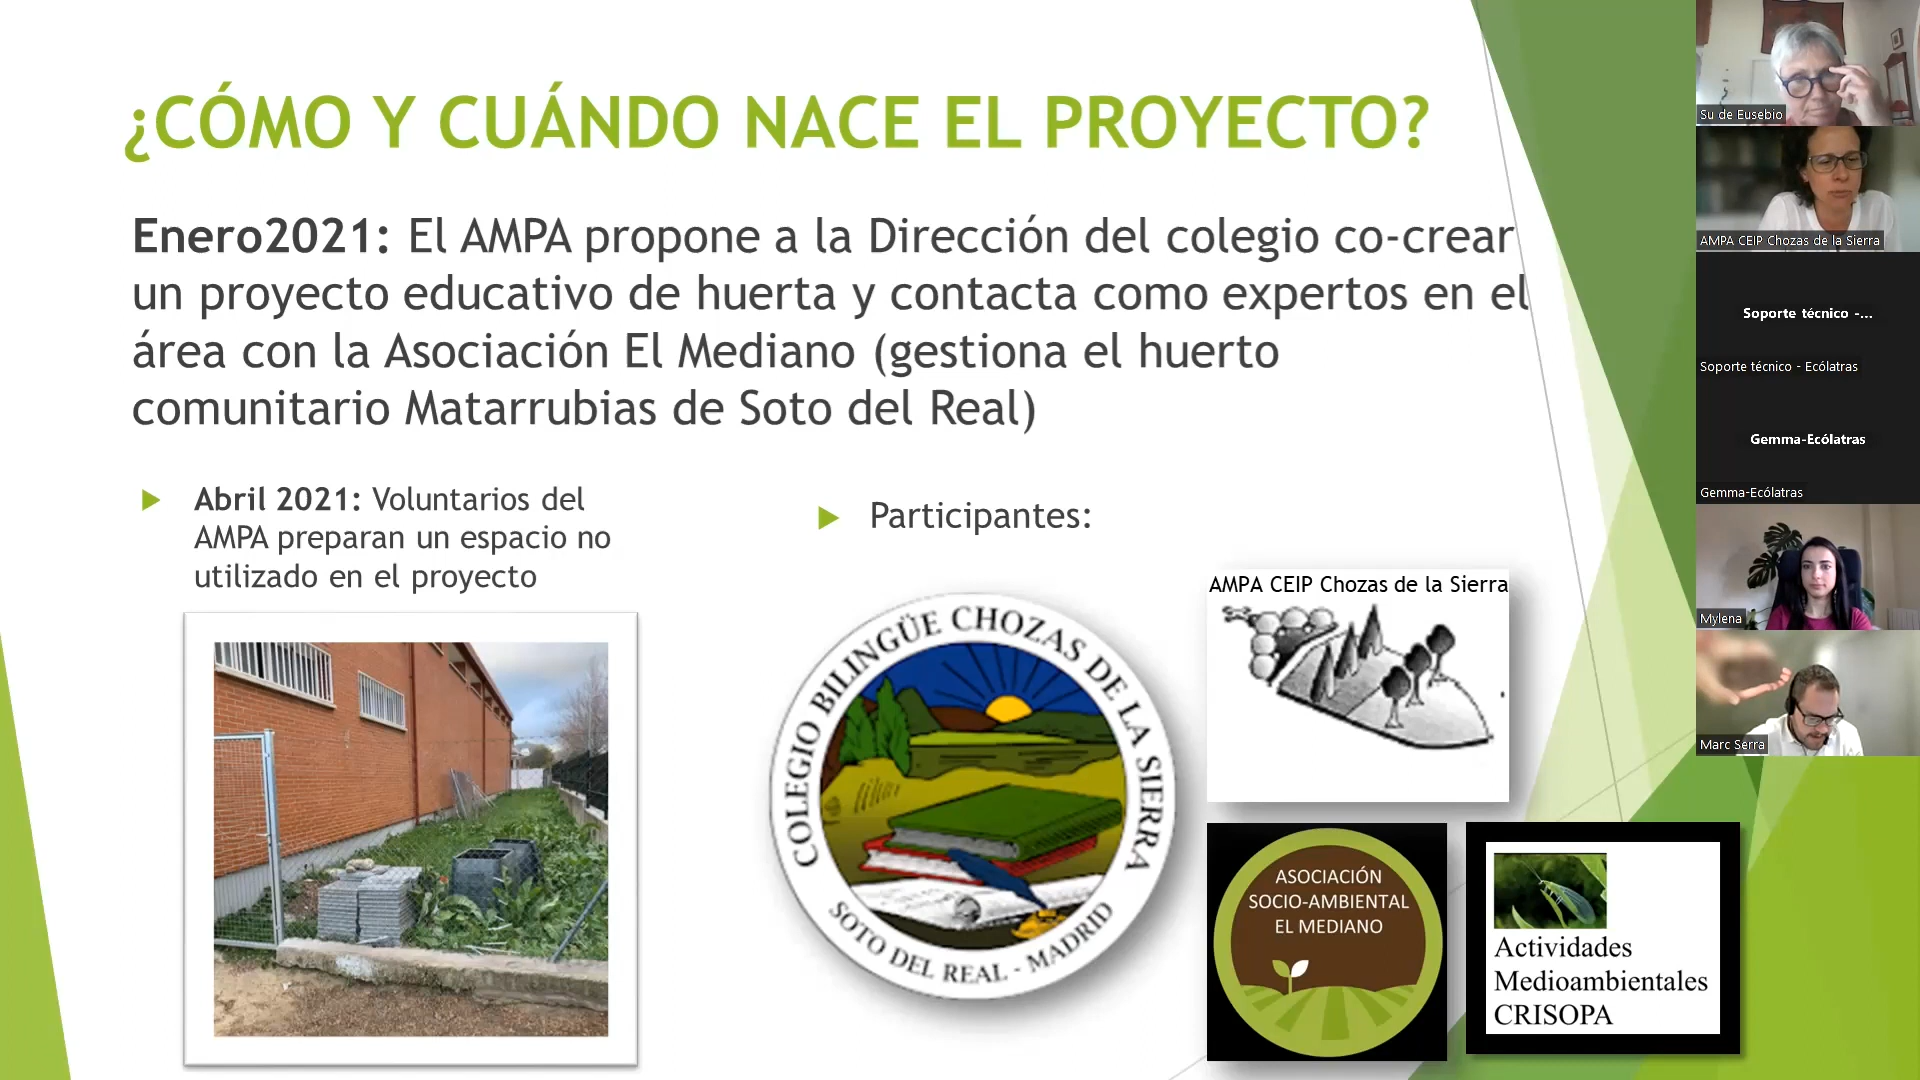 ¿CÓMO Y CUÁNDO NACE EL PROYECTO?
Enero2021: El AMPA propone a la Dirección del colegio co-crear
un proyecto educativo de huerta y contacta como expertos en el
área con la Asociación El Mediano (gestiona el huerto
comunitario Matarrubias de Soto del Real)
Abril 2021: Voluntarios del
AMPA preparan un espacio no
utilizado en el proyecto
Participantes:
COLEGIO BILINGÜE CHOZAS DE LA SIERRA
SOTO DEL REAL - MADRID
AMPA CEIP Chozas de la Sierra
ASOCIACIÓN
SOCIO-AMBIENTAL
EL MEDIANO
Actividades
Medioambientales
CRISOPA
Su de Eusebio
AMPA CEIP Chozas de la Sierra
Soporte técnico -...
Soporte técnico - Ecólatras
Gemma-Ecólatras
Gemma-Ecólatras
Mylena
Marc Serra